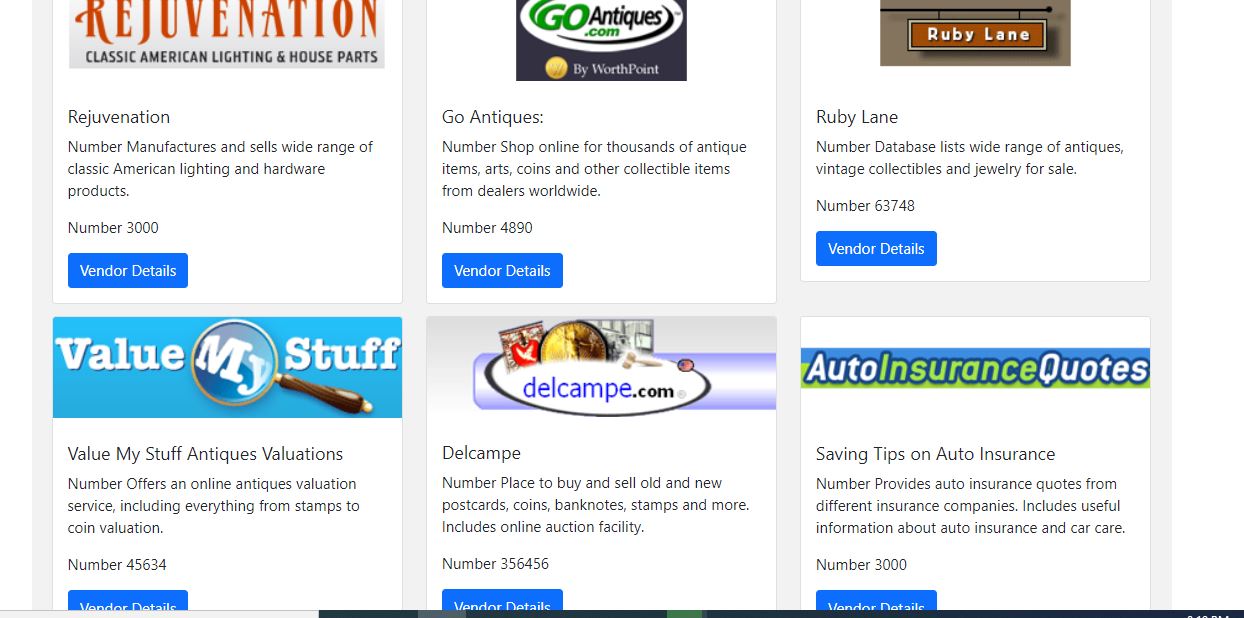 REJUVENATION
CLASSIC AMERICAN LIGHTING & HOUSE PARTS
GOAntiques
.com
By WorthPoint
Ruby Lane
Rejuvenation
Number Manufactures and sells wide range of
classic American lighting and hardware
products.
Number 3000
Vendor Details
Go Antiques:
Number Shop online for thousands of antique
items, arts, coins and other collectible items
from dealers worldwide.
Number 4890
Vendor Details
Ruby Lane
Number Database lists wide range of antiques,
vintage collectibles and jewelry for sale.
Number 63748
Vendor Details
Value My Stuff
Value My Stuff Antiques Valuations
Number Offers an online antiques valuation
service, including everything from stamps to
coin valuation.
Number 45634
Vendor Details
delcampe.com
Delcampe
Number Place to buy and sell old and new
postcards, coins, banknotes, stamps and more.
Includes online auction facility.
Number 356456
Vendor Details
AutoInsuranceQuotes
Saving Tips on Auto Insurance
Number Provides auto insurance quotes from
different insurance companies. Includes useful
information about auto insurance and car care.
Number 3000
Vendor Details